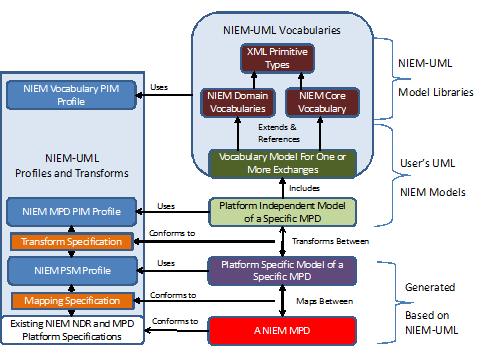 NIEM-UML Vocabularies
XML Primitive
Types
NIEM Domain
Vocabularies
NIEM Core
Vocabulary
Extends &
References
Vocabulary Model For One or
More Exchanges
Includes
NIEM-UML
Model Libraries
User's UML
NIEM Models
NIEM Vocabulary PIM
Profile
Uses
NIEM-UML
Profiles and Transforms
NIEM MPD PIM Profile
Uses
Platform Independent Model
of a Specific MPD
Transform Specification
Conforms to
Transforms Between
NIEM PSM Profile
Uses
Platform Specific Model of a
Specific MPD
Mapping Specification
Conforms to
Maps Between
Generated
Based on
NIEM-UML
Existing NIEM NDR and MPD
Platform Specifications
Conforms to
A NIEM MPD